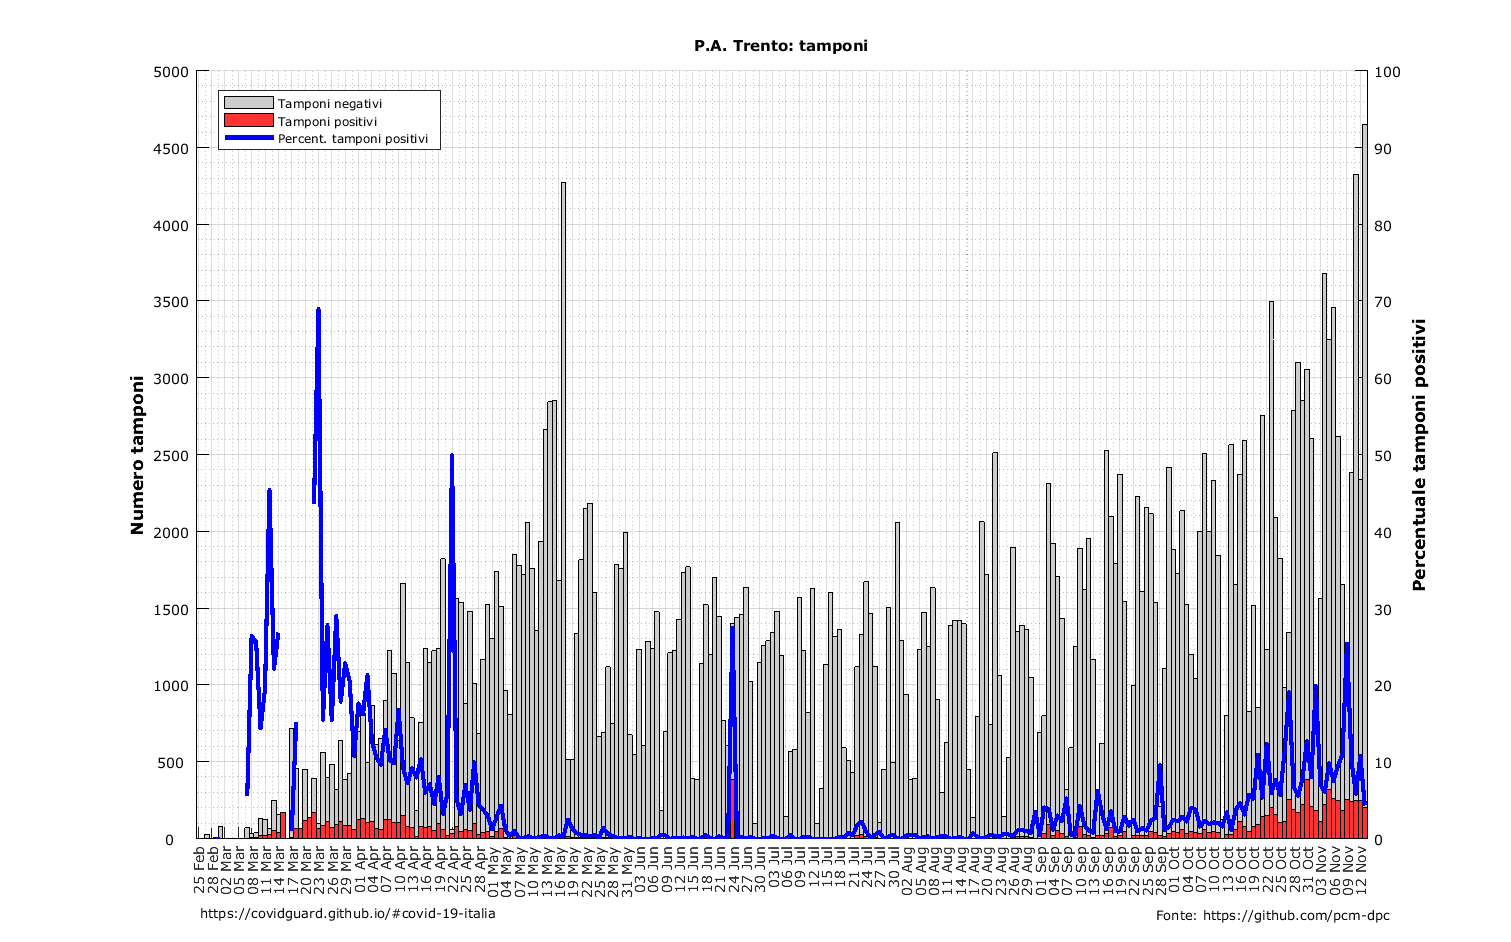 P.A. Trento: tamponi
Tamponi negativi
Tamponi positivi
Percent. tamponi positivi
Numero tamponi
5000
4500
4000
3500
3000
2500
2000
1500
1000
500
0
100
90
80
70
60
50
40
30
20
10
0
Percentuale tamponi positivi
25 Feb
28 Feb
02 Mar
05 Mar
08 Mar
11 Mar
14 Mar
17 Mar
20 Mar
23 Mar
26 Mar
29 Mar
01 Apr
04 Apr
07 Apr
10 Apr
13 Apr
16 Apr
19 Apr
22 Apr
25 Apr
28 Apr
01 May
04 May
07 May
10 May
13 May
16 May
19 May
22 May
25 May
28 May
31 May
03 Jun
06 Jun
09 Jun
12 Jun
15 Jun
18 Jun
21 Jun
24 Jun
27 Jun
30 Jun
03 Jul
06 Jul
09 Jul
12 Jul
15 Jul
18 Jul
21 Jul
24 Jul
27 Jul
30 Jul
02 Aug
05 Aug
08 Aug
11 Aug
14 Aug
17 Aug
20 Aug
23 Aug
26 Aug
29 Aug
01 Sep
04 Sep
07 Sep
10 Sep
13 Sep
16 Sep
19 Sep
22 Sep
25 Sep
28 Sep
01 Oct
04 Oct
07 Oct
10 Oct
13 Oct
16 Oct
19 Oct
22 Oct
25 Oct
28 Oct
31 Oct
03 Nov
06 Nov
09 Nov
12 Nov
https://covidguard.github.io/#covid-19-italia
Fonte: https://github.com/pcm-dpc